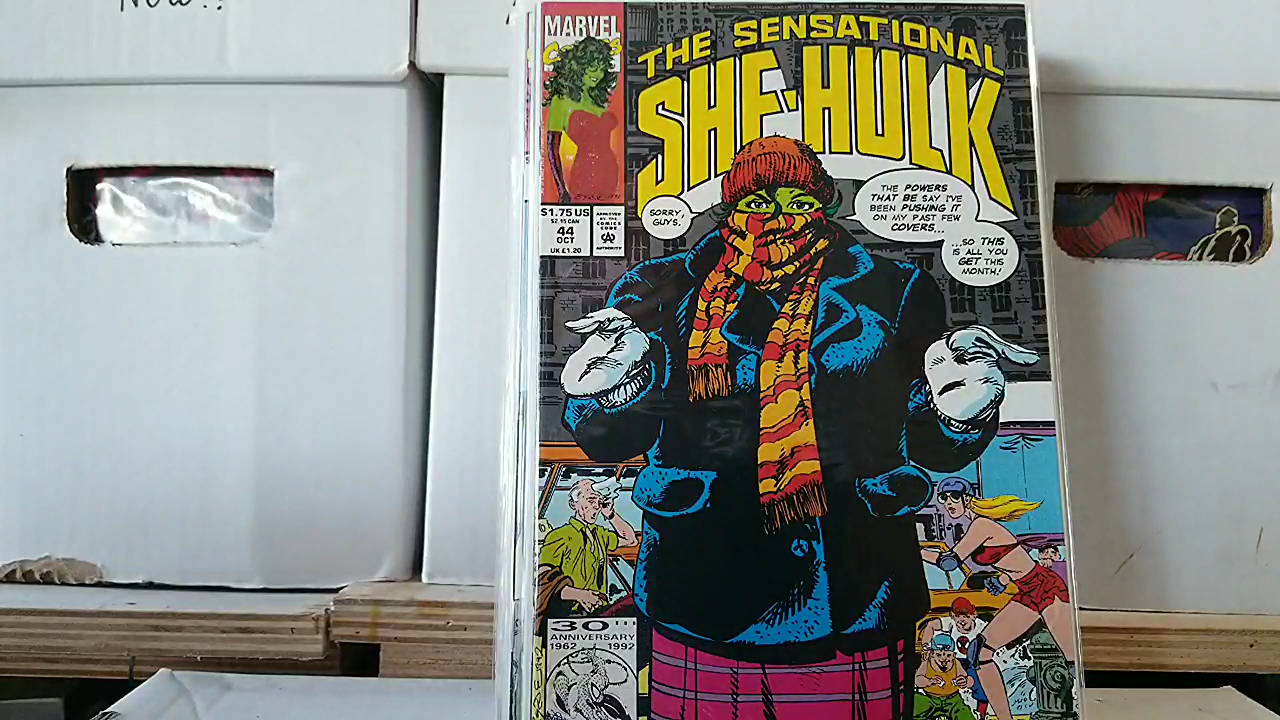 Now!!
MARVEL
COMICS
THE SENSATIONAL
SHE-HULK
$1.75 US
$2.15 CAN
44
OCT
UK £1.20
APPROVED
BY THE
COMICS
CODE
AUTHORITY
SORRY,
GUYS.
THE POWERS
THAT BE SAY I'VE
BEEN PUSHING IT
ON MY PAST FEW
COVERS...
...SO THIS
IS ALL YOU
GET THIS
MONTH!
30
ANNIVERSARY
1962 1992